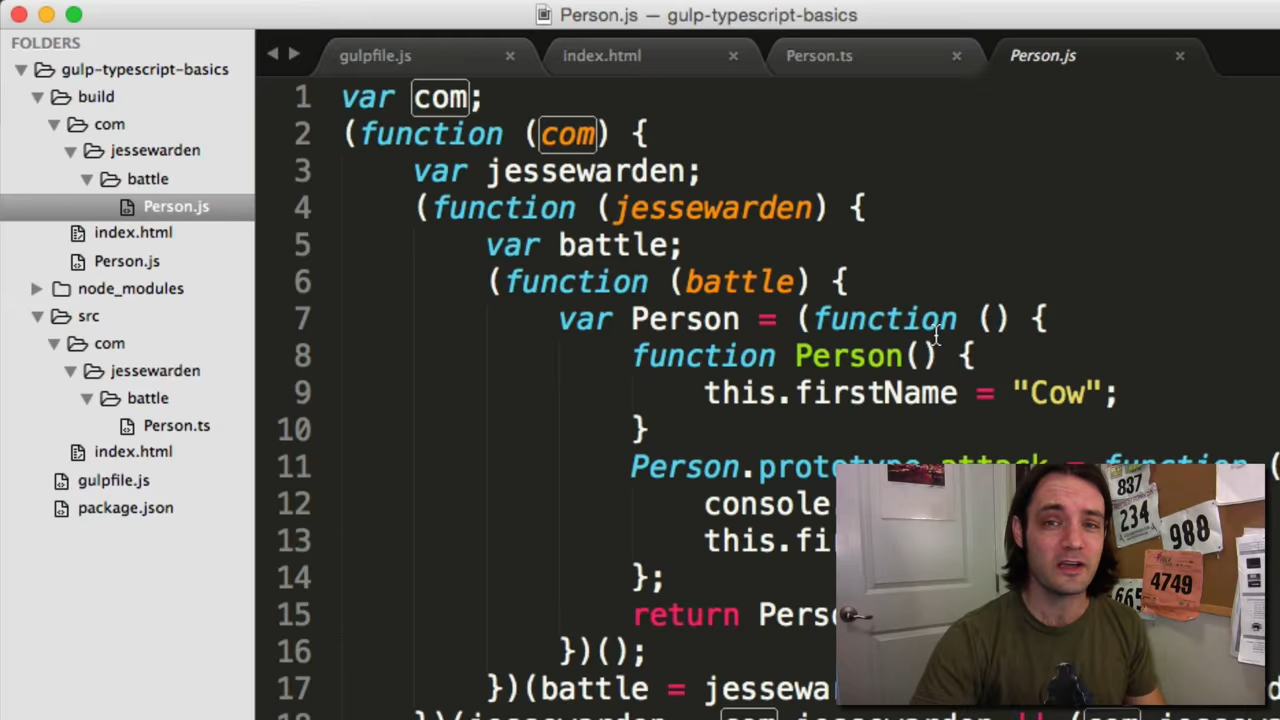 Person.js — gulp-typescript-basics
FOLDERS
gulp-typescript-basics
build
com
jessewarden
battle
Person.js
index.html
Person.js
node_modules
src
com
jessewarden
battle
Person.ts
index.html
gulpfile.js
package.json
gulpfile.js × index.html × Person.ts × Person.js ×
1 var com;
2 (function (com) {
3 var jessewarden;
4 (function (jessewarden) {
5 var battle;
6 (function (battle) {
7 var Person = (function () {
8 function Person() {
9 this.firstName = "Cow";
10 }
11 Person.prototype.attack = function (
12 console.
13 this.fi
14 };
15 return Perso
16 })();
17 })(battle = jessewa
837
234
988
4749
665